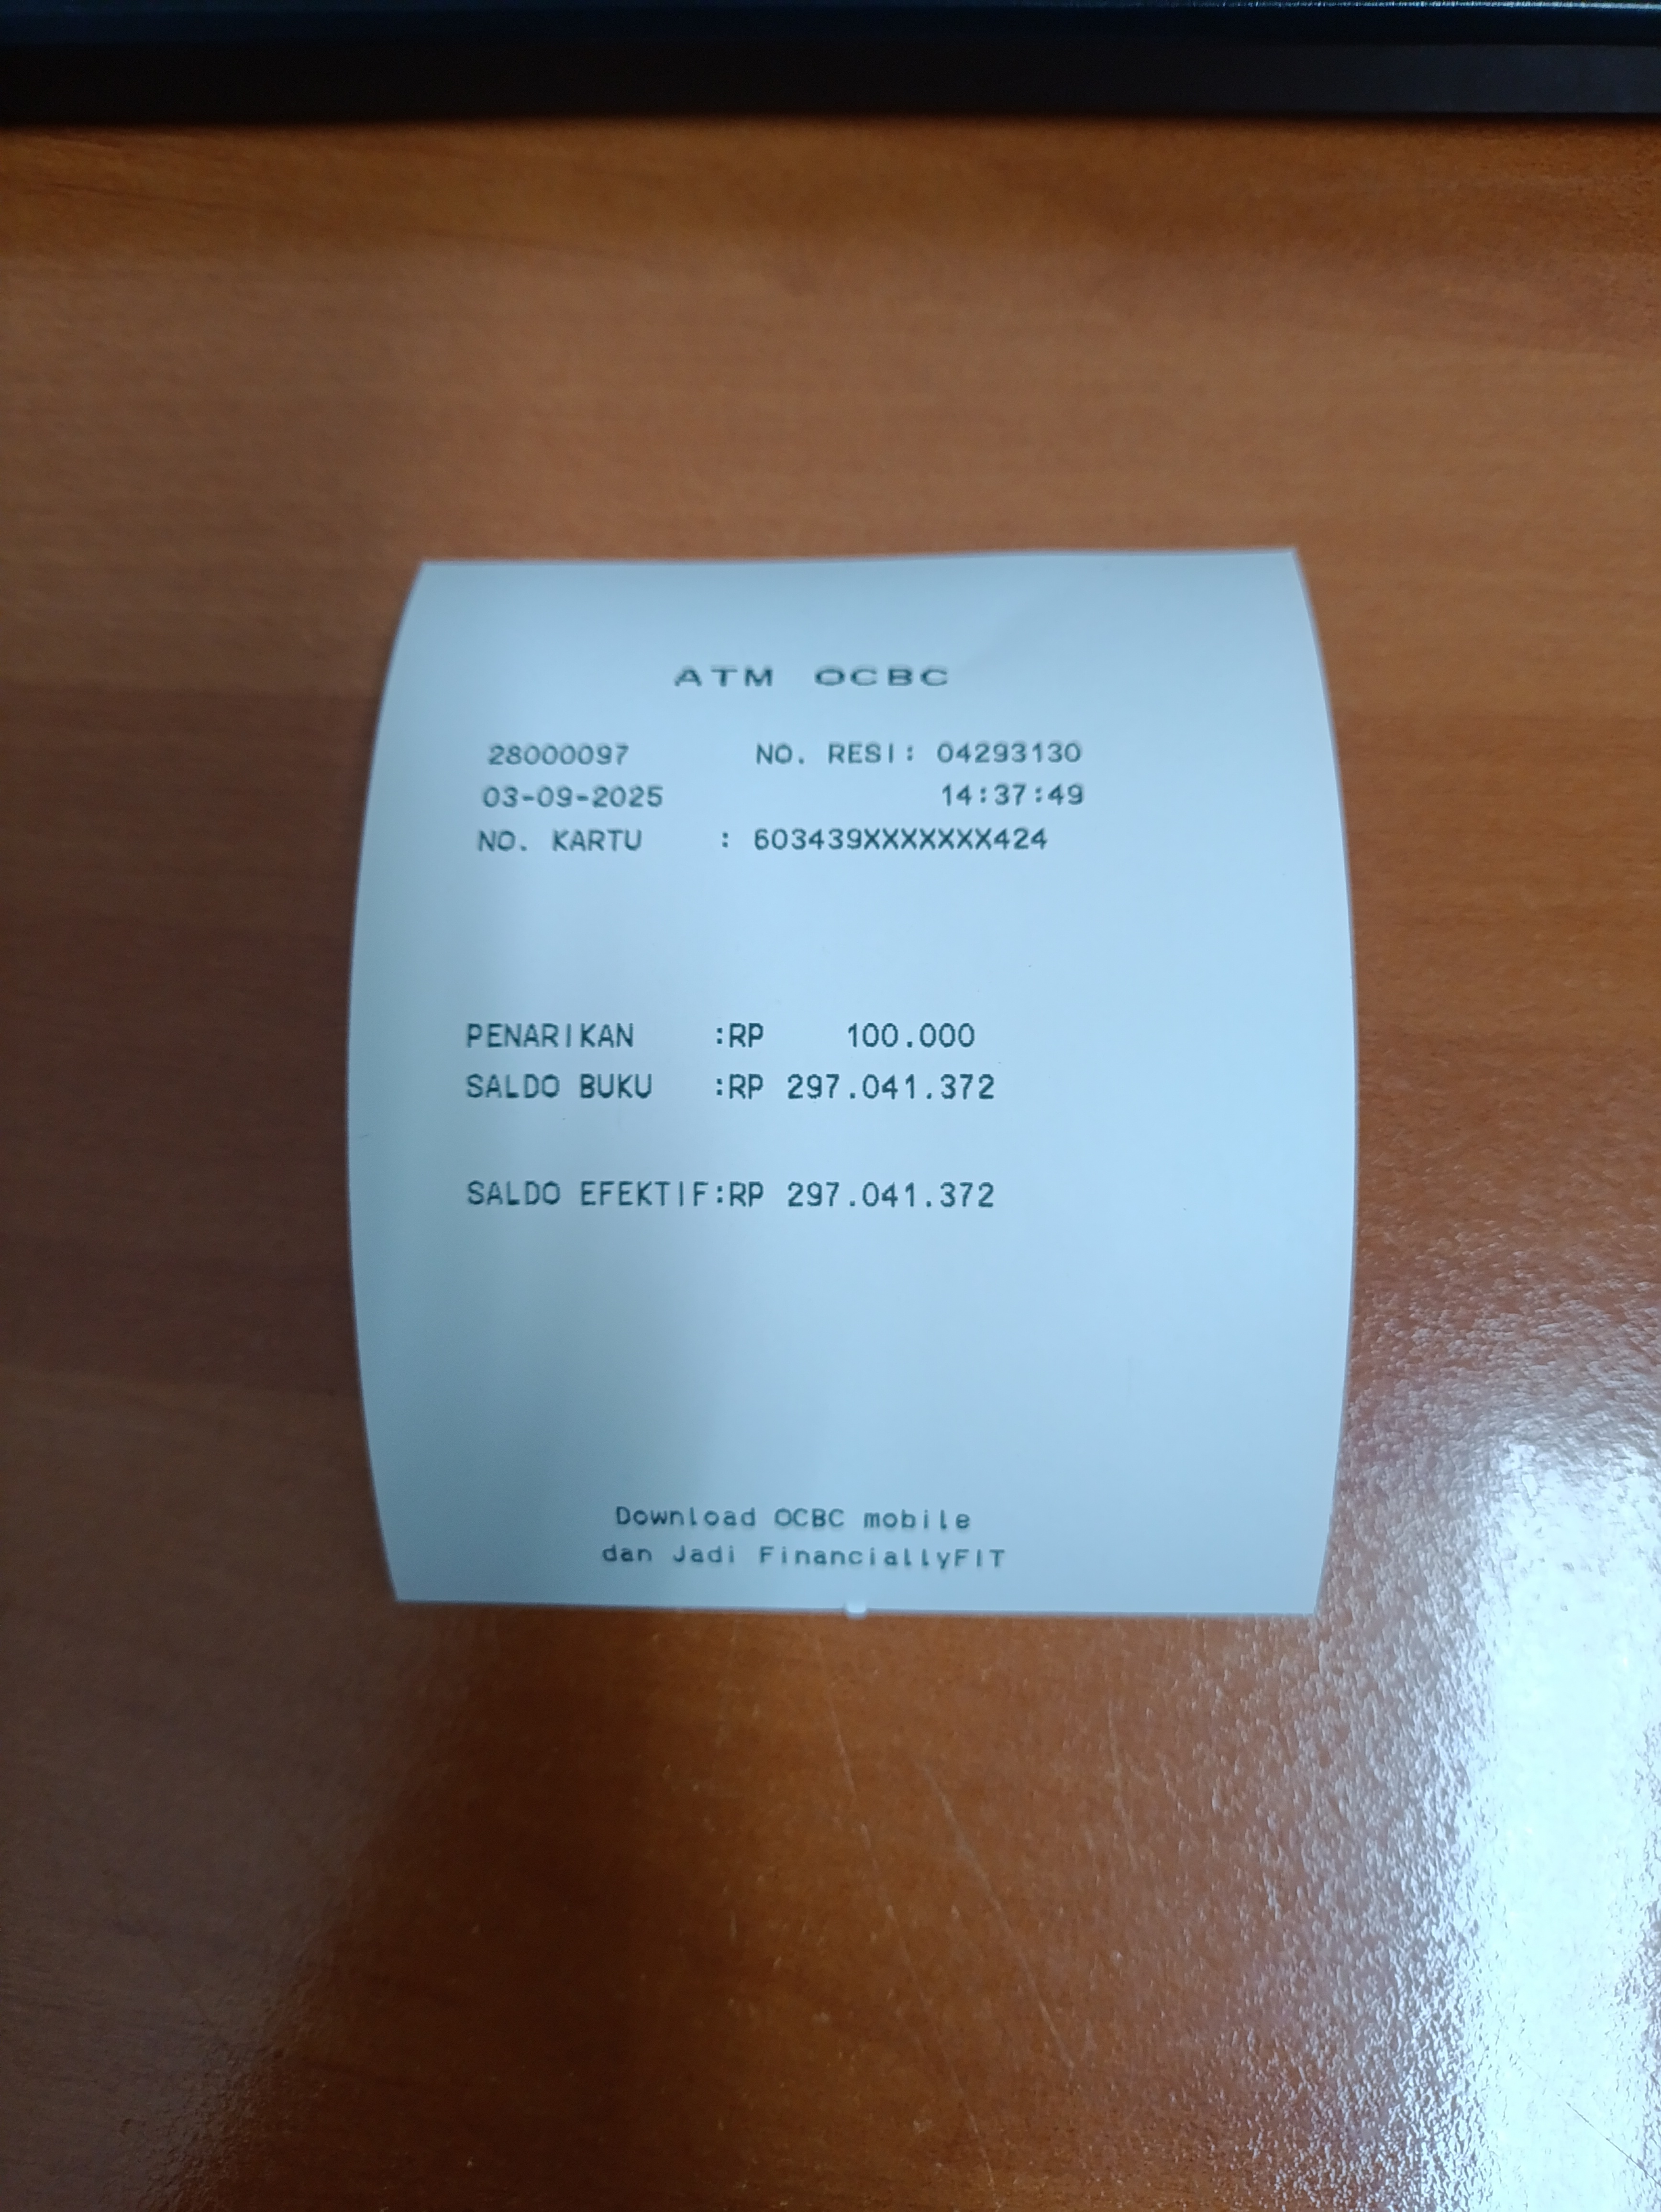 ATM OCBC
28000097 NO. RESI: 04293130
03-09-2025 14:37:49
NO. KARTU : 603439XXXXXXX424
PENARIKAN :RP 100.000
SALDO BUKU :RP 297.041.372
SALDO EFEKTIF:RP 297.041.372
Download OCBC mobile
dan Jadi FinanciallyFIT